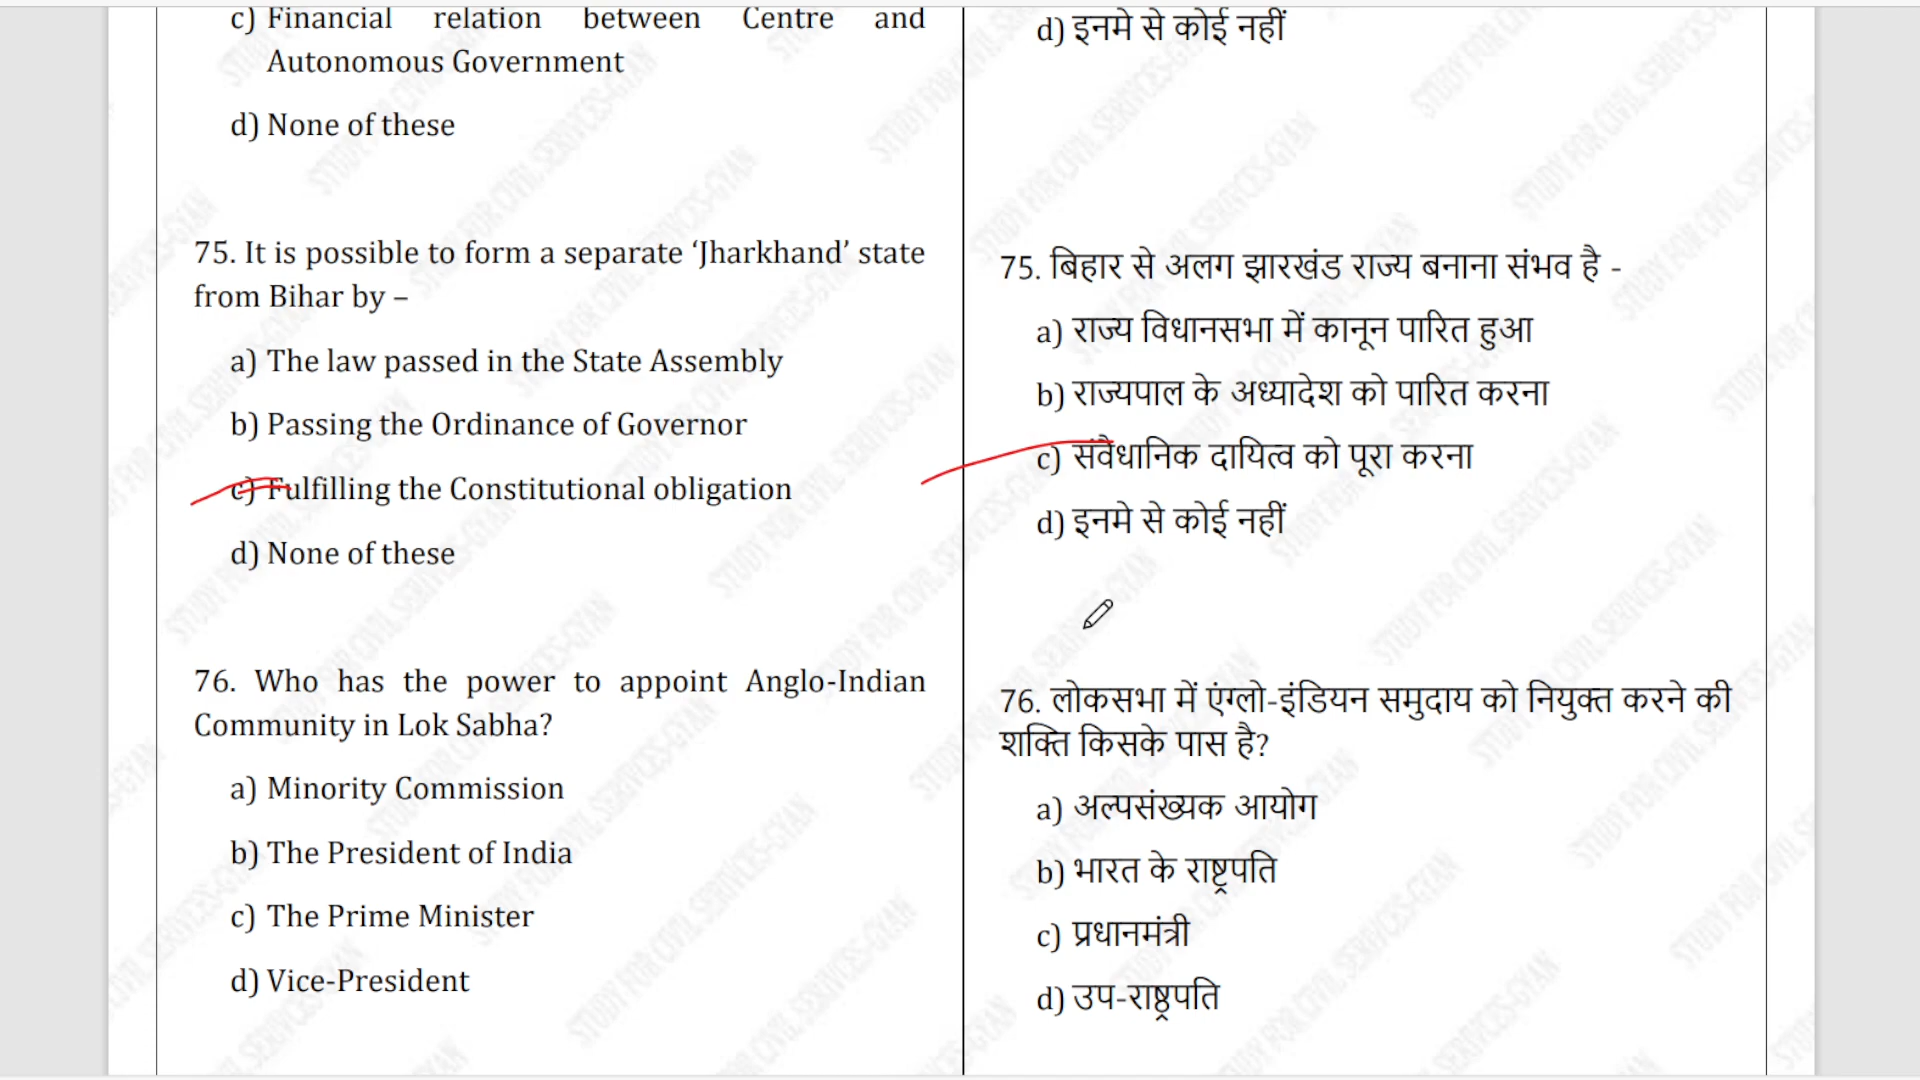 c) Financial relation between Centre and
Autonomous Government
d) None of these
75. It is possible to form a separate ‘Jharkhand’ state
from Bihar by –
a) The law passed in the State Assembly
b) Passing the Ordinance of Governor
c) Fulfilling the Constitutional obligation
d) None of these
76. Who has the power to appoint Anglo-Indian
Community in Lok Sabha?
a) Minority Commission
b) The President of India
c) The Prime Minister
d) Vice-President
d) इनमे से कोई नहीं
75. बिहार से अलग झारखंड राज्य बनाना संभव है -
a) राज्य विधानसभा में कानून पारित हुआ
b) राज्यपाल के अध्यादेश को पारित करना
c) संवैधानिक दायित्व को पूरा करना
d) इनमे से कोई नहीं
76. लोकसभा में एंग्लो-इंडियन समुदाय को नियुक्त करने की
शक्ति किसके पास है?
a) अल्पसंख्यक आयोग
b) भारत के राष्ट्रपति
c) प्रधानमंत्री
d) उप-राष्ट्रपति
STUDY FOR CIVIL SERIVCES-GYAN